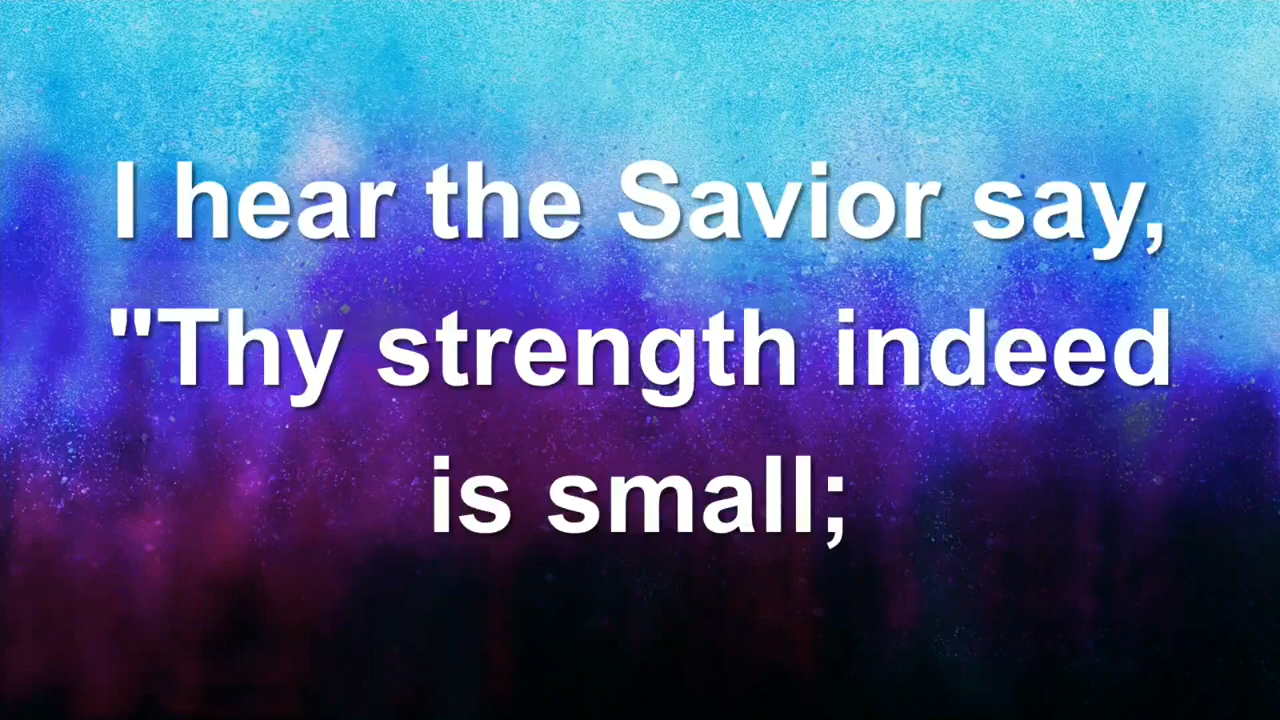 I hear the Savior say,
"Thy strength indeed
is small;